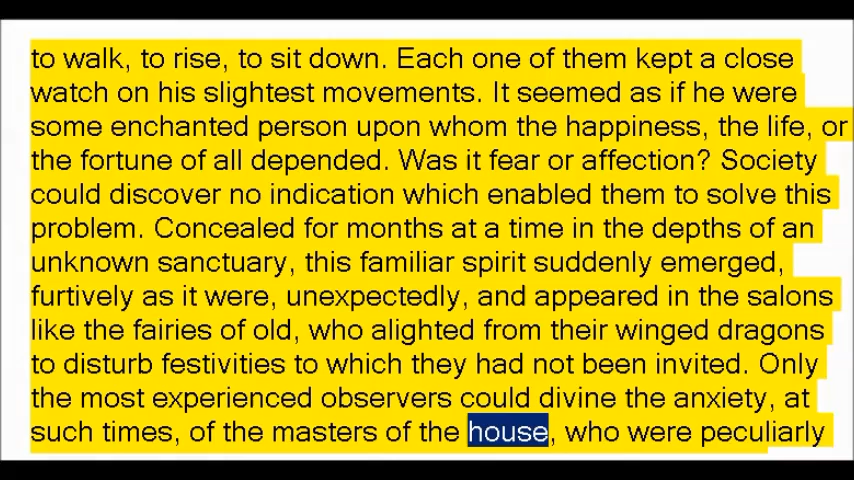 to walk, to rise, to sit down. Each one of them kept a close
watch on his slightest movements. It seemed as if he were
some enchanted person upon whom the happiness, the life, or
the fortune of all depended. Was it fear or affection? Society
could discover no indication which enabled them to solve this
problem. Concealed for months at a time in the depths of an
unknown sanctuary, this familiar spirit suddenly emerged,
furtively as it were, unexpectedly, and appeared in the salons
like the fairies of old, who alighted from their winged dragons
to disturb festivities to which they had not been invited. Only
the most experienced observers could divine the anxiety, at
such times, of the masters of the house, who were peculiarly